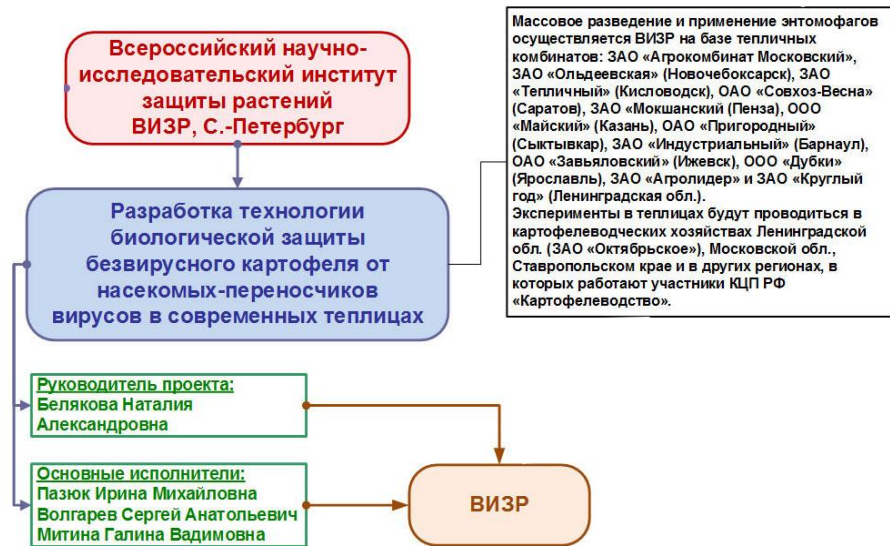 Всероссийский научно-
исследовательский институт
защиты растений
ВИЗР, С.-Петербург
Разработка технологии
биологической защиты
безвирусного картофеля от
насекомых-переносчиков
вирусов в современных теплицах
Массовое разведение и применение энтомофагов
осуществляется ВИЗР на базе тепличных
комбинатов: ЗАО «Агрокомбинат Московский»,
ЗАО «Ольдеевская» (Новочебоксарск), ЗАО
«Тепличный» (Кисловодск), ОАО «Совхоз-Весна»
(Саратов), ЗАО «Мокшанский (Пенза), ООО
«Майский» (Казань), ОАО «Пригородный»
(Сыктывкар), ЗАО «Индустриальный» (Барнаул),
ОАО «Завьяловский» (Ижевск), ООО «Дубки»
(Ярославль), ЗАО «Агролидер» и ЗАО «Круглый
год» (Ленинградская обл.).
Эксперименты в теплицах будут проводиться в
картофелеводческих хозяйствах Ленинградской
обл. (ЗАО «Октябрьское»), Московской обл.,
Ставропольском крае и в других регионах, в
которых работают участники КЦП РФ
«Картофелеводство».
Руководитель проекта:
Белякова Наталия
Александровна
Основные исполнители:
Пазюк Ирина Михайловна
Волгарев Сергей Анатольевич
Митина Галина Вадимовна
ВИЗР